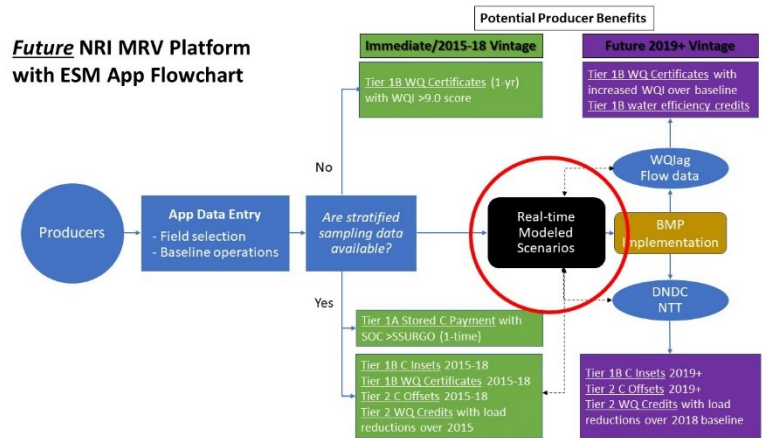 Future NRI MRV Platform
with ESM App Flowchart
Potential Producer Benefits
Immediate/2015-18 Vintage
Future 2019+ Vintage
Tier 1B WQ Certificates (1-yr)
with WQI >9.0 score
Tier 1B WQ Certificates with
increased WQI over baseline
Tier 1B water efficiency credits
No
WQIag
Flow data
Producers
App Data Entry
- Field selection
- Baseline operations
Are stratified
sampling data
available?
Real-time
Modeled
Scenarios
BMP
Implementation
Yes
DNDC
NTT
Tier 1A Stored C Payment with
SOC >SSURGO (1-time)
Tier 1B C Insets 2015-18
Tier 1B WQ Certificates 2015-18
Tier 2 C Offsets 2015-18
Tier 2 WQ Credits with load
reductions over 2015
Tier 1B C Insets 2019+
Tier 2 C Offsets 2019+
Tier 2 WQ Credits with load
reductions over 2018 baseline